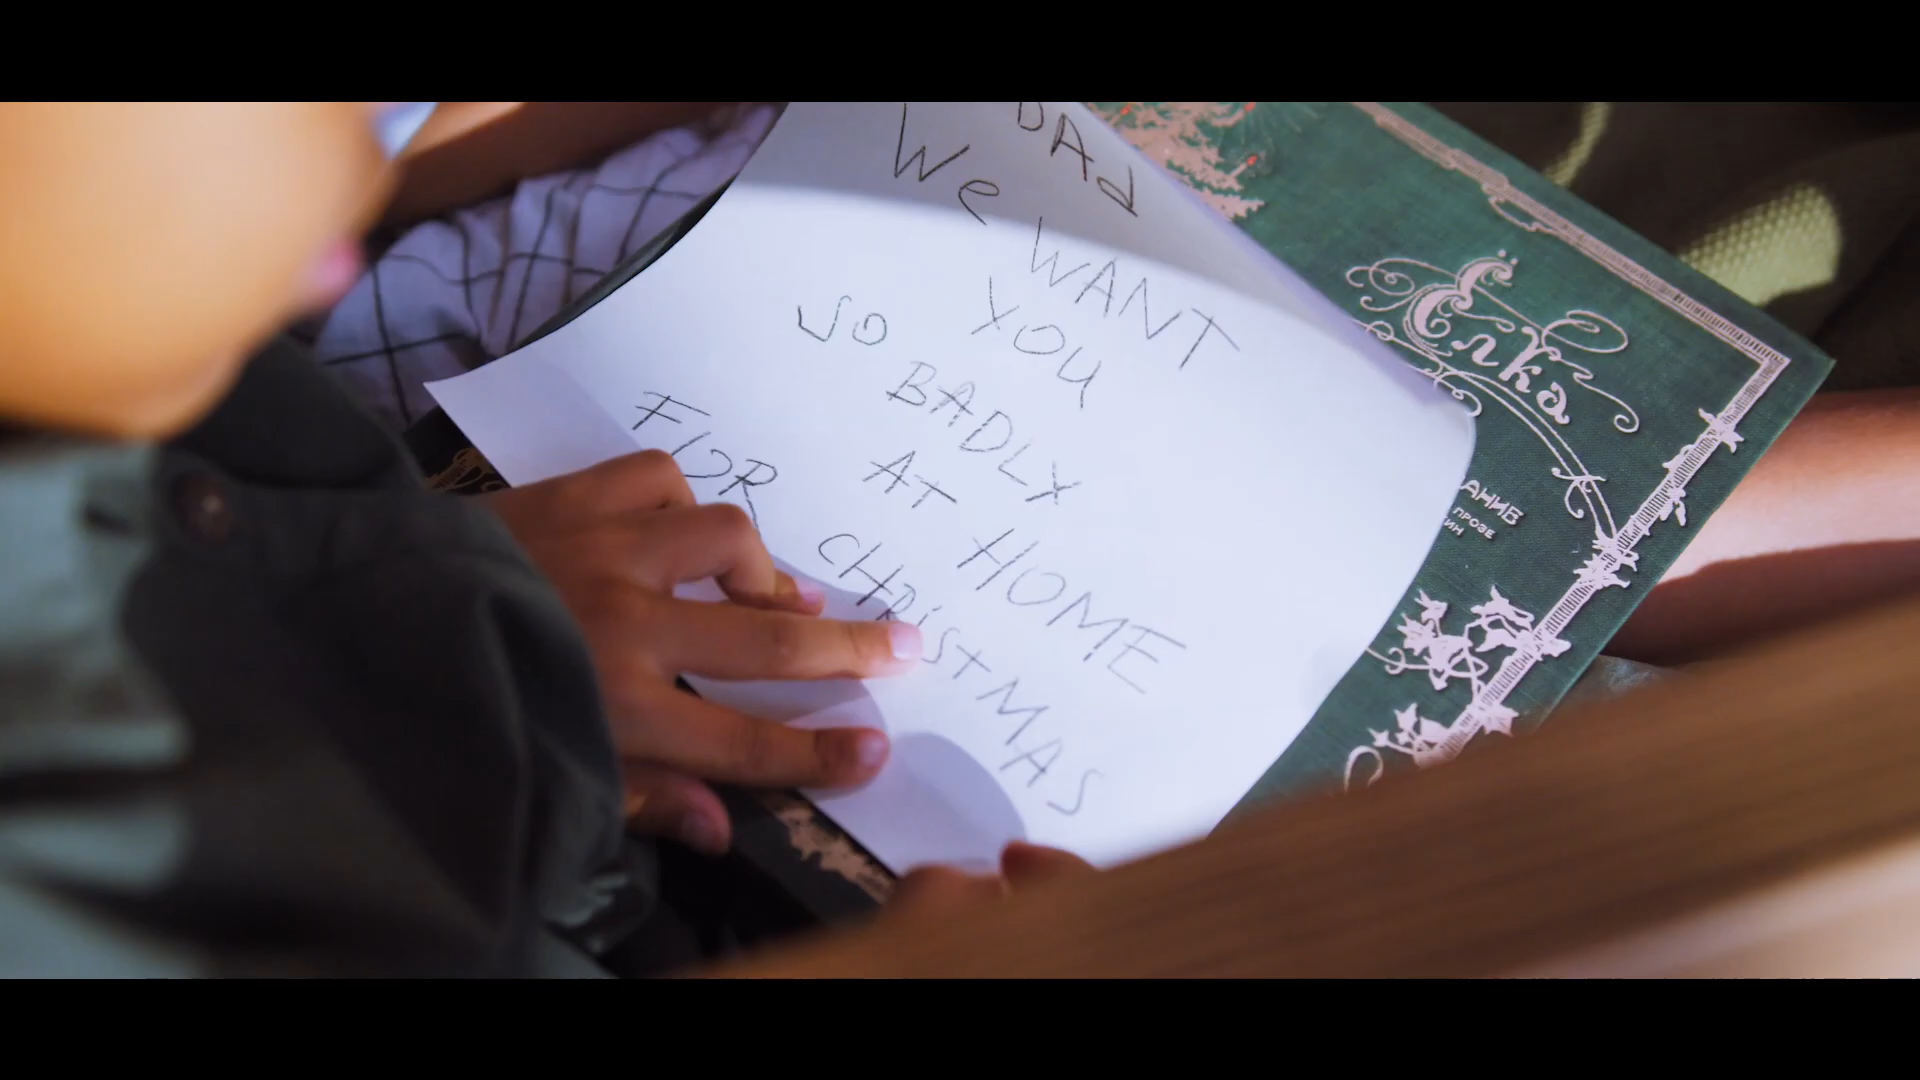 DAd
We WANT
YOU
SO BADLY
AT HOME
FOR CHRiSTMAS
Ёлка